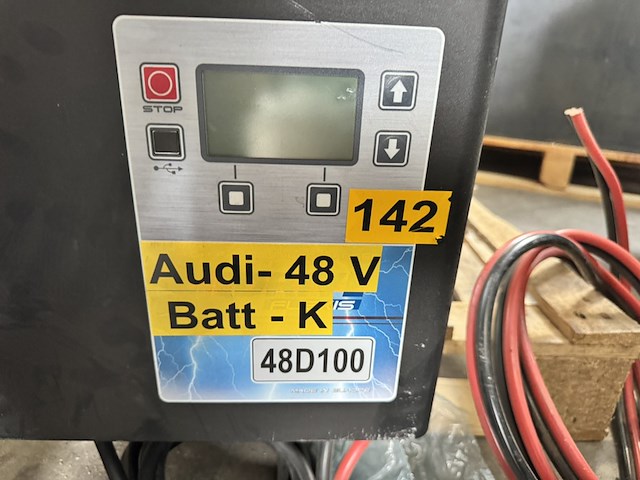 STOP
142
Audi- 48 V
Batt - K
48D100